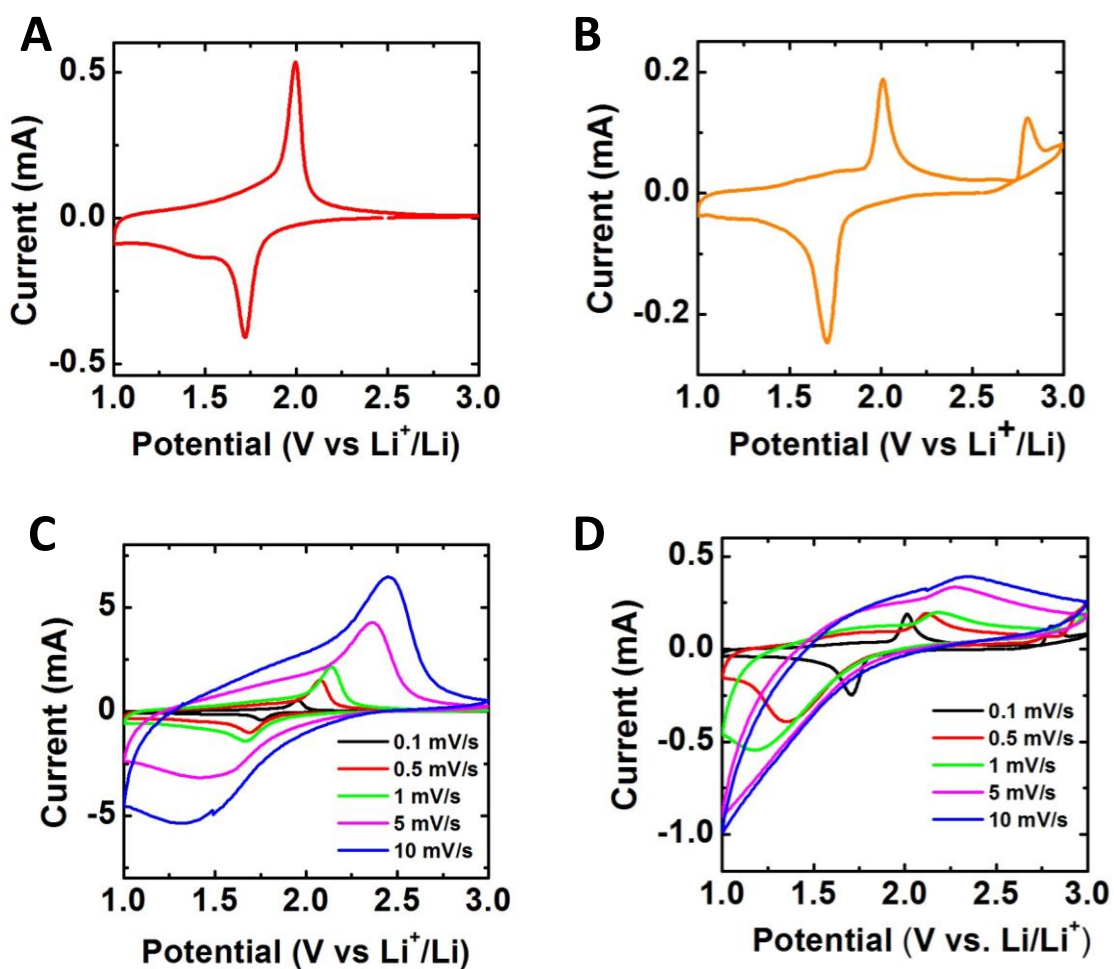 A
Current (mA)
0.5
0.0
-0.5
1.0 1.5 2.0 2.5 3.0
Potential (V vs Li⁺/Li)
B
Current (mA)
0.2
0.0
-0.2
1.0 1.5 2.0 2.5 3.0
Potential (V vs Li⁺/Li)
C
Current (mA)
5
0
-5
0.1 mV/s
0.5 mV/s
1 mV/s
5 mV/s
10 mV/s
1.0 1.5 2.0 2.5 3.0
Potential (V vs Li⁺/Li)
D
Current (mA)
0.5
0.0
-0.5
-1.0
0.1 mV/s
0.5 mV/s
1 mV/s
5 mV/s
10 mV/s
1.0 1.5 2.0 2.5 3.0
Potential (V vs. Li/Li⁺)